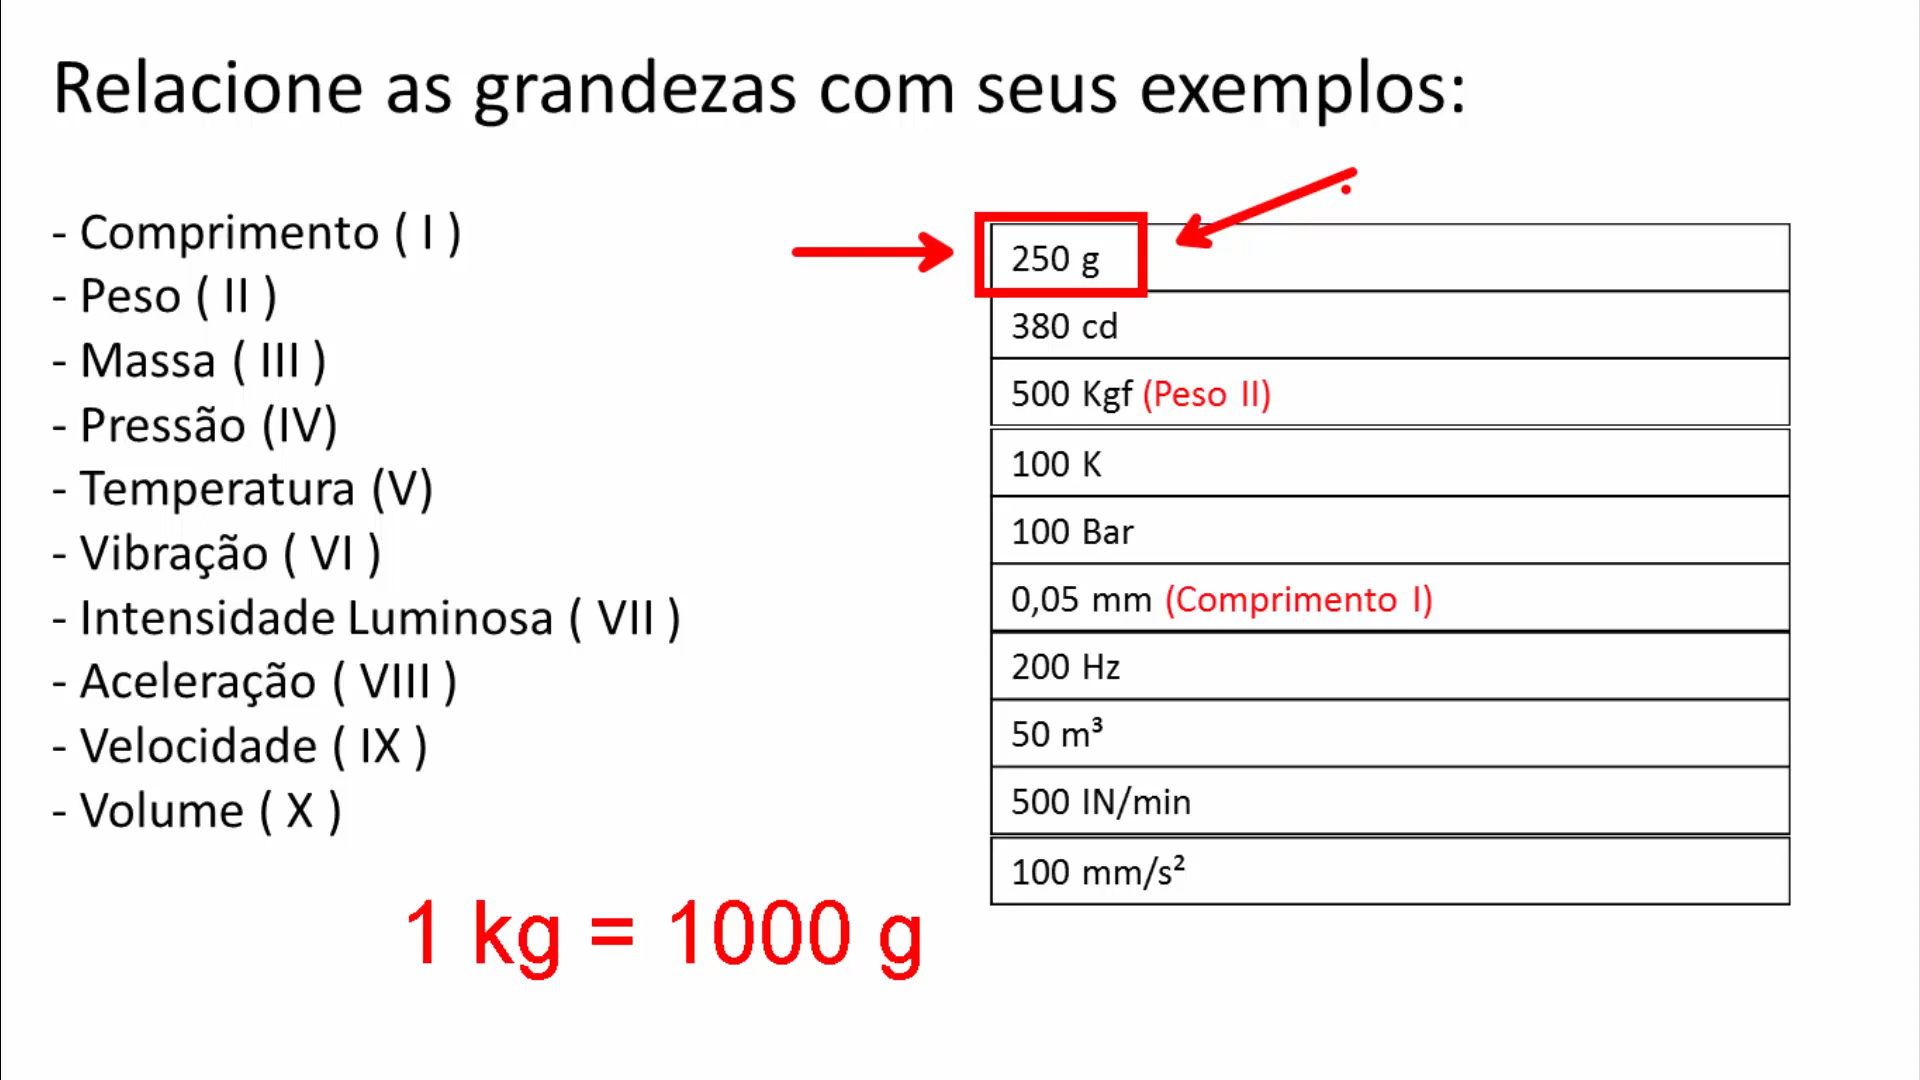 Relacione as grandezas com seus exemplos:
- Comprimento ( I )
- Peso ( II )
- Massa ( III )
- Pressão (IV)
- Temperatura (V)
- Vibração ( VI )
- Intensidade Luminosa ( VII )
- Aceleração ( VIII )
- Velocidade ( IX )
- Volume ( X )
250 g
380 cd
500 Kgf (Peso II)
100 K
100 Bar
0,05 mm (Comprimento I)
200 Hz
50 m³
500 IN/min
100 mm/s²
1 kg = 1000 g